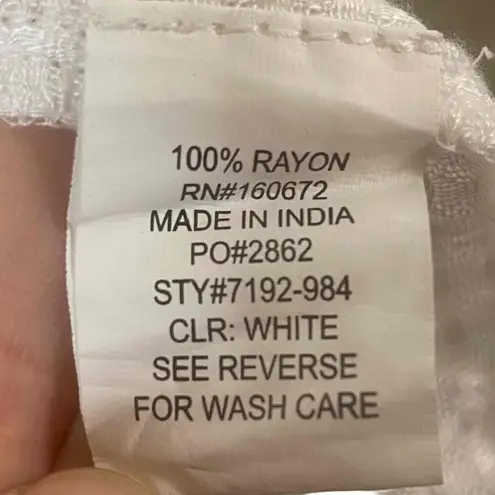 100% RAYON
RN#160672
MADE IN INDIA
PO#2862
STY#7192-984
CLR: WHITE
SEE REVERSE
FOR WASH CARE